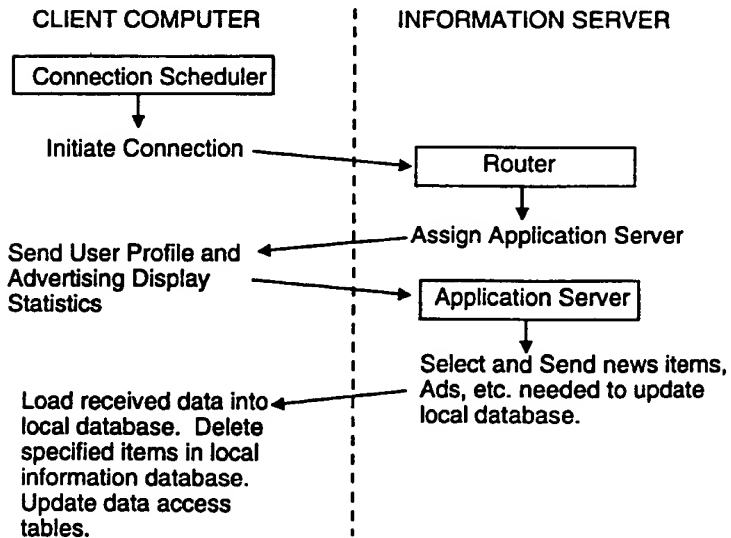 CLIENT COMPUTER
INFORMATION SERVER
Connection Scheduler
Initiate Connection
Router
Assign Application Server
Send User Profile and
Advertising Display
Statistics
Application Server
Select and Send news items,
Ads, etc. needed to update
local database.
Load received data into
local database. Delete
specified items in local
information database.
Update data access
tables.